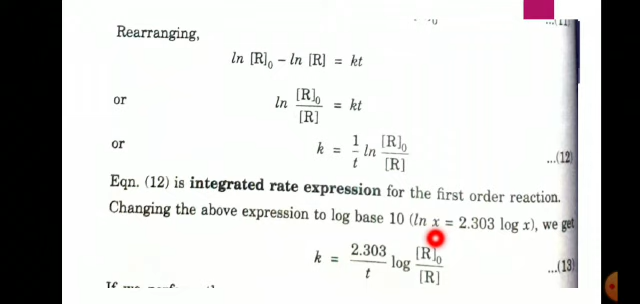 Rearranging,
ln [R]₀ – ln [R] = kt
or ln [R]₀/[R] = kt
or k = 1/t ln [R]₀/[R] ...(12)
Eqn. (12) is integrated rate expression for the first order reaction.
Changing the above expression to log base 10 (ln x = 2.303 log x), we get
k = 2.303/t log [R]₀/[R] ...(13)